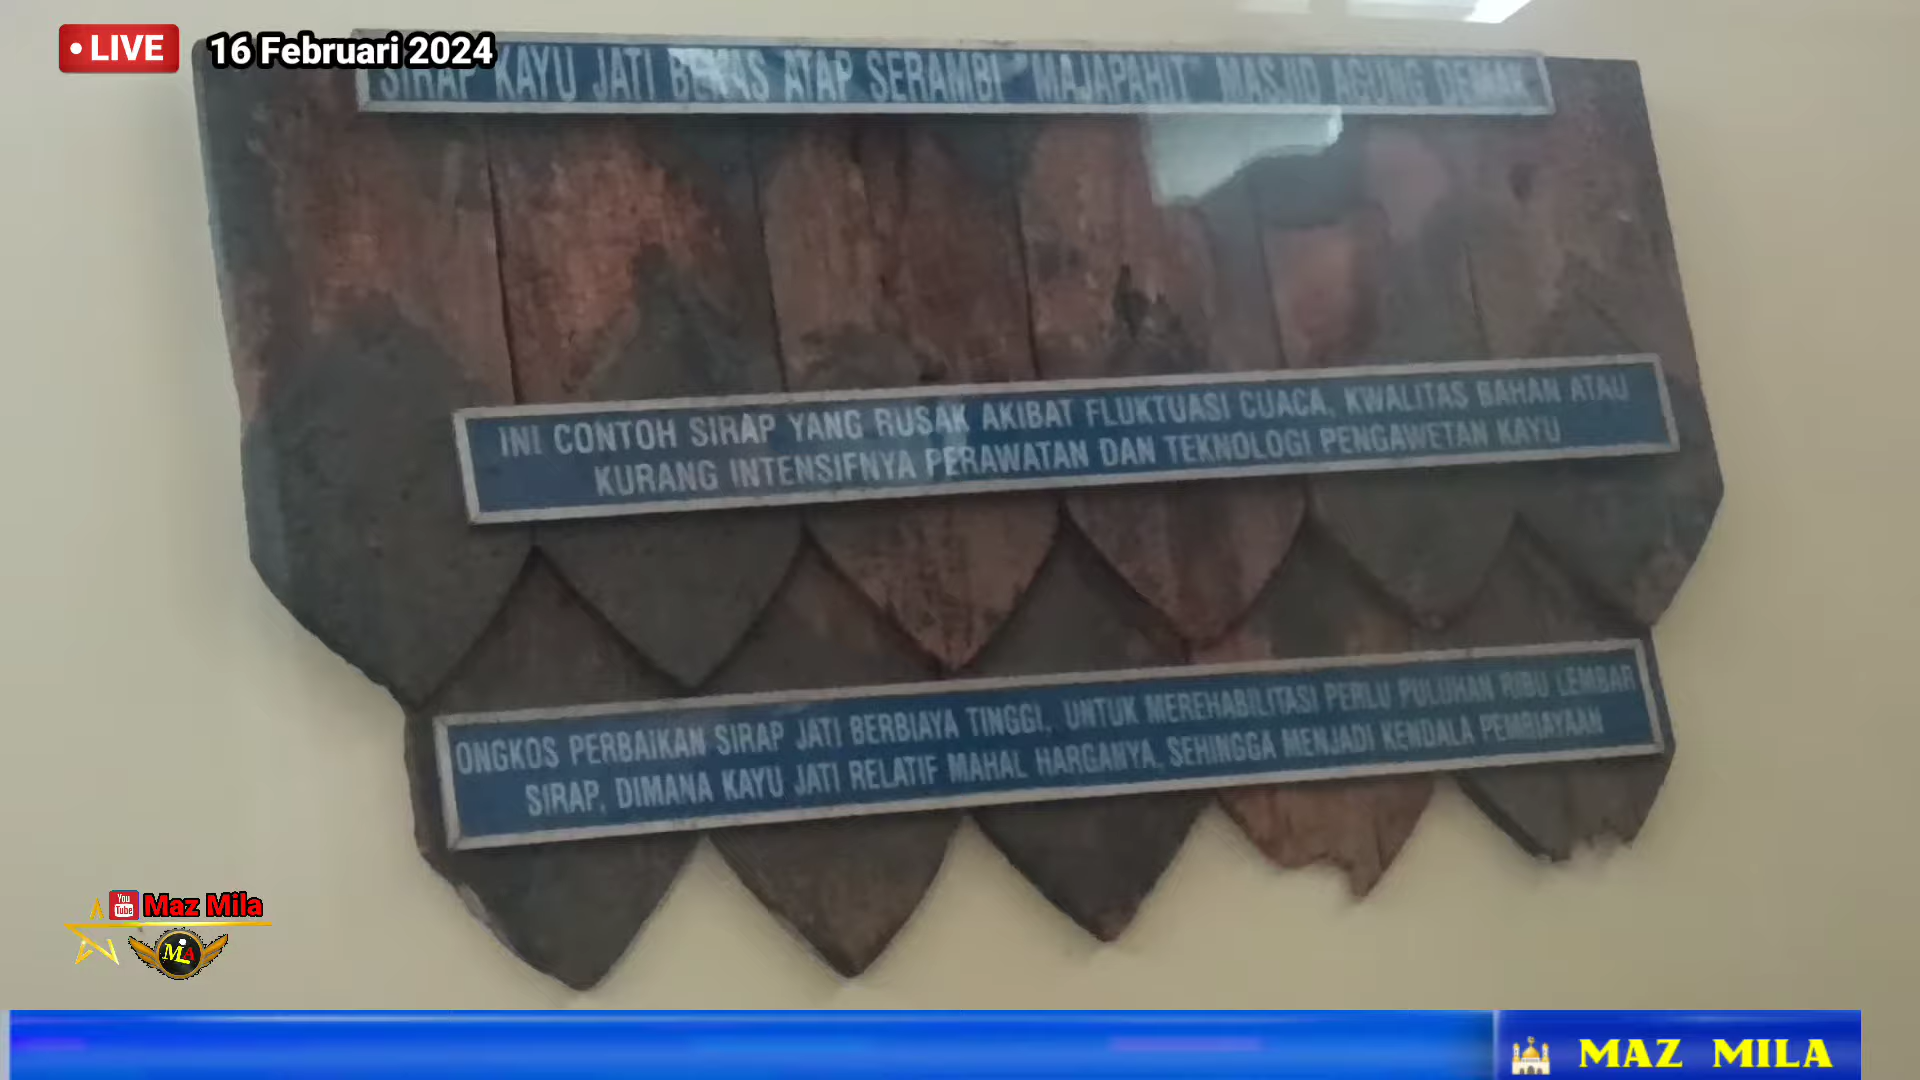 LIVE
16 Februari 2024
SIRAP KAYU JATI BEKAS ATAP SERAMBI "MAJAPAHIT" MASJID AGUNG DEMAK
INI CONTOH SIRAP YANG RUSAK AKIBAT FLUKTUASI CUACA, KWALITAS BAHAN ATAU
KURANG INTENSIFNYA PERAWATAN DAN TEKNOLOGI PENGAWETAN KAYU
ONGKOS PERBAIKAN SIRAP JATI BERBIAYA TINGGI, UNTUK MEREHABILITASI PERLU PULUHAN RIBU LEMBAR
SIRAP, DIMANA KAYU JATI RELATIF MAHAL HARGANYA, SEHINGGA MENJADI KENDALA PEMBIAYAAN
You Tube Maz Mila
MA
MAZ MILA